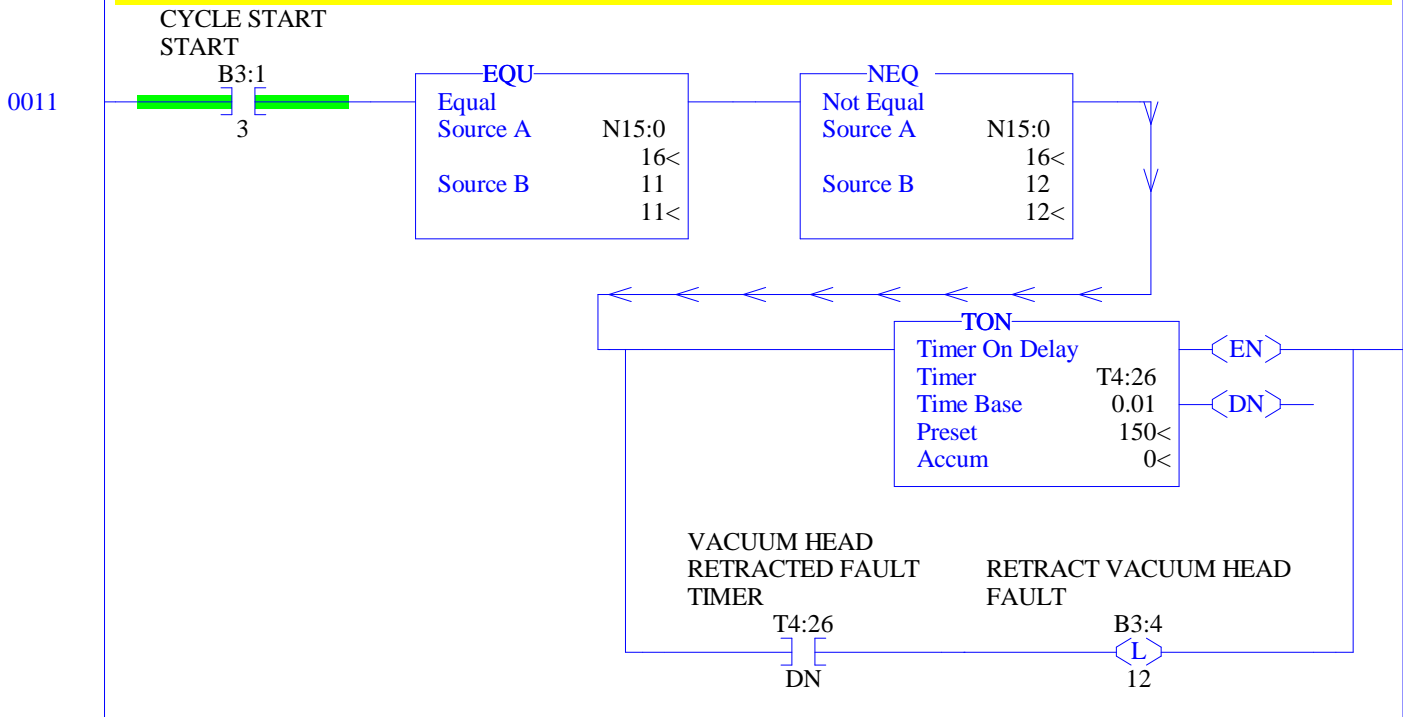 CYCLE START
START
B3:1
0011
3
EQU
Equal
Source A N15:0
16<
Source B 11
11<
NEQ
Not Equal
Source A N15:0
16<
Source B 12
12<
TON
Timer On Delay
Timer T4:26
Time Base 0.01
Preset 150<
Accum 0<
EN
DN
VACUUM HEAD
RETRACTED FAULT
TIMER
T4:26
DN
RETRACT VACUUM HEAD
FAULT
B3:4
L
12